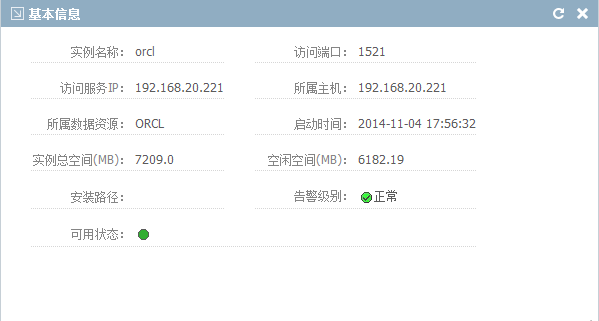 基本信息
实例名称： orcl 访问端口： 1521
访问服务IP： 192.168.20.221 所属主机： 192.168.20.221
所属数据资源： ORCL 启动时间： 2014-11-04 17:56:32
实例总空间(MB)： 7209.0 空闲空间(MB)： 6182.19
安装路径： 告警级别： 正常
可用状态：